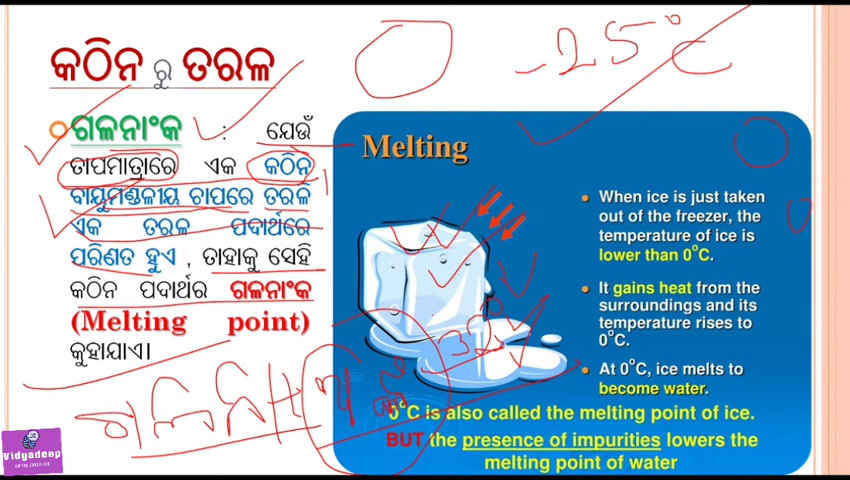 କଠିନ ରୁ ତରଳ
-25°C
ଗଳନାଂକ : ଯେଉଁ
ତାପମାତ୍ରାରେ ଏକ କଠିନ
ବାୟୁମଣ୍ଡଳୀୟ ଚାପରେ ତରଳି
ଏକ ତରଳ ପଦାର୍ଥରେ
ପରିଣତ ହୁଏ , ତାହାକୁ ସେହି
କଠିନ ପଦାର୍ଥର ଗଳନାଂକ
(Melting point)
କୁହାଯାଏ।
Melting
When ice is just taken
out of the freezer, the
temperature of ice is
lower than 0°C.
It gains heat from the
surroundings and its
temperature rises to
0°C.
At 0°C, ice melts to
become water.
0°C is also called the melting point of ice.
BUT the presence of impurities lowers the
melting point of water
Vidyadeep